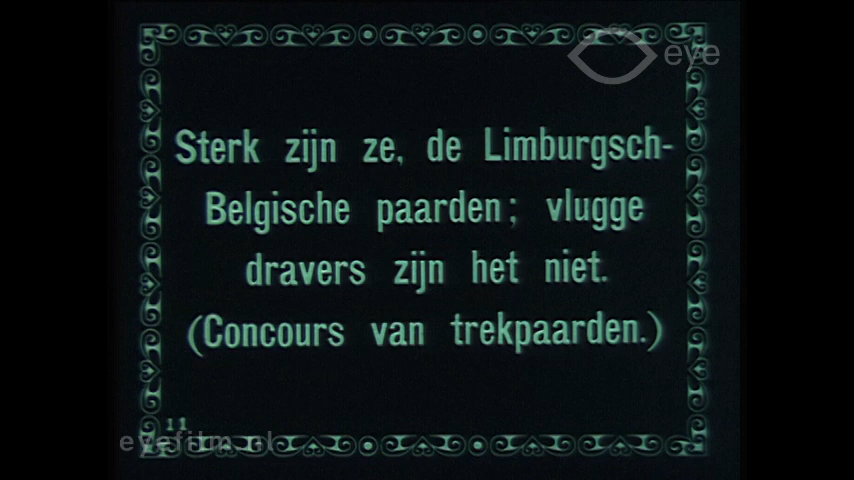 eye
Sterk zijn ze, de Limburgsch-
Belgische paarden; vlugge
dravers zijn het niet.
(Concours van trekpaarden.)
11
eyefilm.nl